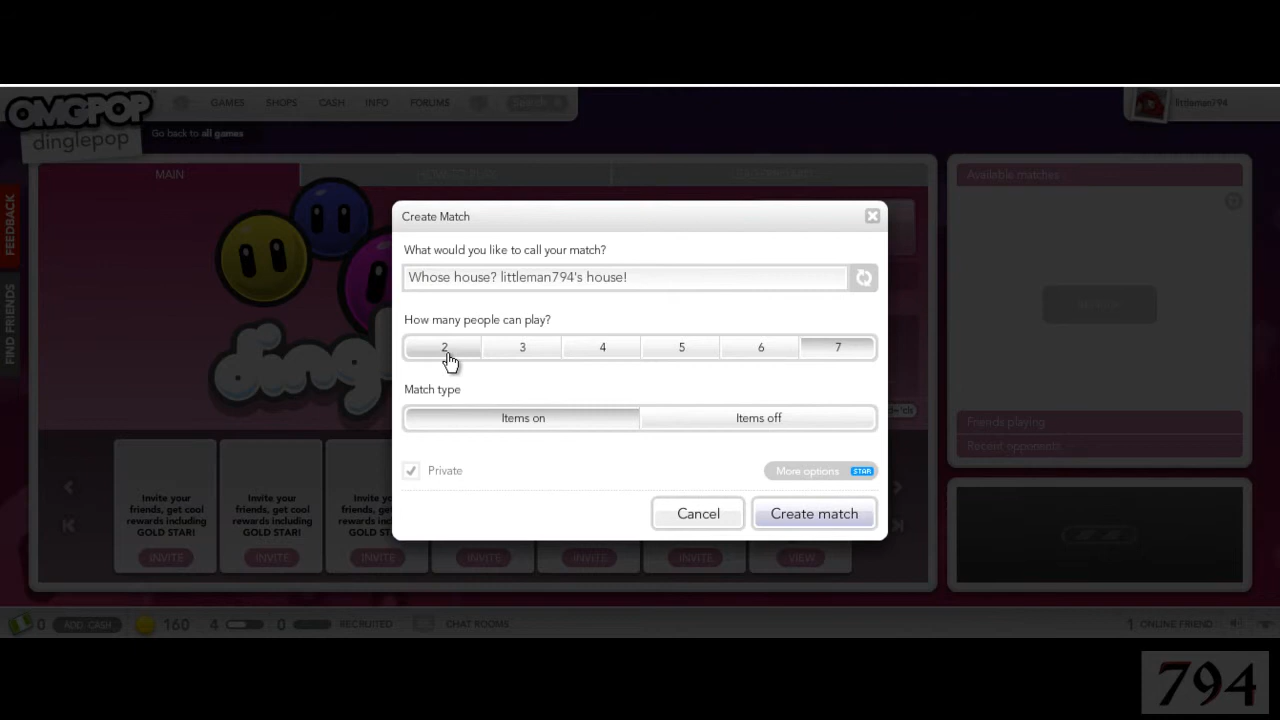 OMGPOP
GAMES SHOPS CASH INFO FORUMS Search
littleman794
dinglepop
Go back to all games
MAIN HOW TO PLAY
Available matches
FEEDBACK
FIND FRIENDS
Create Match
What would you like to call your match?
Whose house? littleman794's house!
How many people can play?
2 3 4 5 6 7
Match type
Items on Items off
Private
More options STAR
Cancel Create match
ding
Friends playing
Recent opponents
Invite your friends, get cool rewards including GOLD STAR!
Invite your friends, get cool rewards including GOLD STAR!
INVITE INVITE INVITE INVITE INVITE INVITE VIEW
0 ADD CASH 160 4 0 RECRUITED CHAT ROOMS 1 ONLINE FRIEND
794